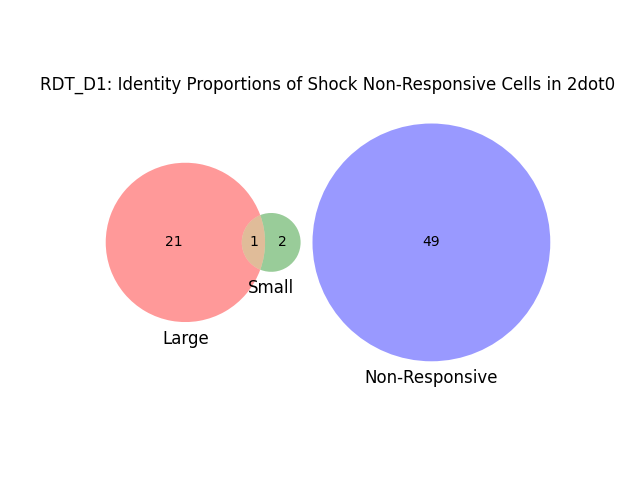 RDT_D1: Identity Proportions of Shock Non-Responsive Cells in 2dot0
21
1
2
49
Small
Large
Non-Responsive